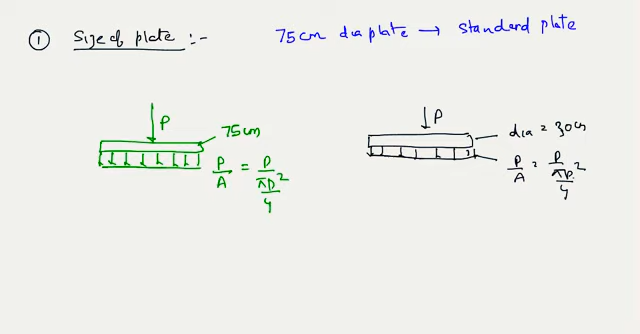 ① Size of plate :-
75cm dia plate → standard plate
P
75cm
P/A = P/(πD²/4)
P
dia = 30cm
P/A = P/(πD²/4)